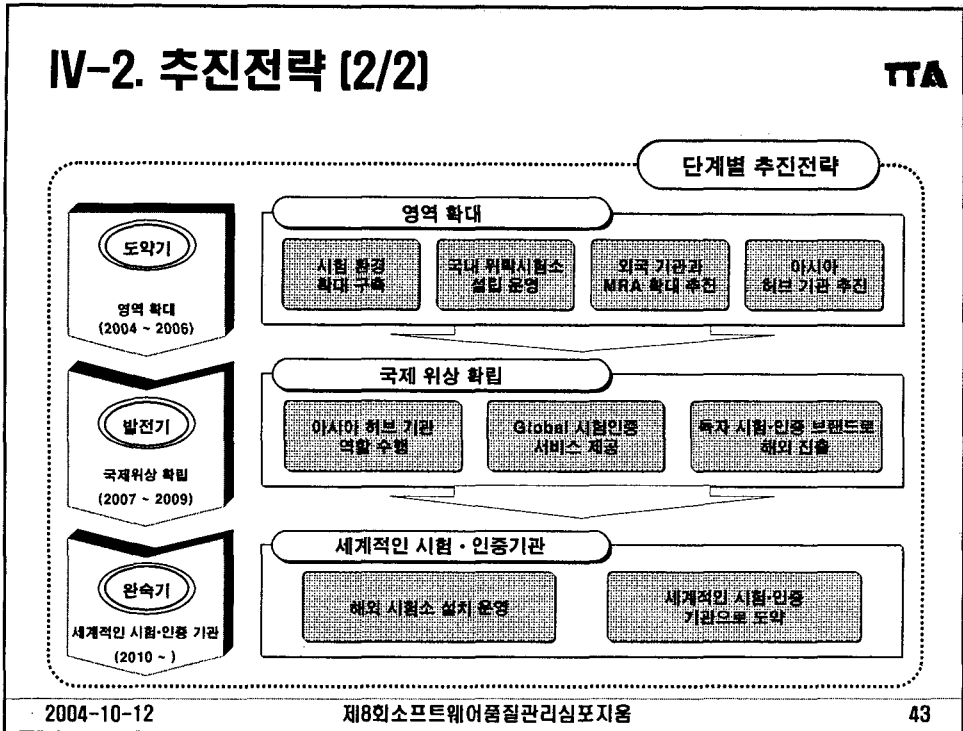 IV-2. 추진전략 (2/2)
TTA
단계별 추진전략
도약기
영역 확대
(2004 ~ 2006)
영역 확대
시험 환경
확대 구축
국내 위탁시험소
설립 운영
외국 기관과
MRA 확대 추진
아시아
허브 기관 추진
발전기
국제위상 확립
(2007 ~ 2009)
국제 위상 확립
아시아 허브 기관
역할 수행
Global 시험인증
서비스 제공
독자 시험·인증 브랜드로
해외 진출
완숙기
세계적인 시험·인증 기관
(2010 ~ )
세계적인 시험·인증기관
해외 시험소 설치 운영
세계적인 시험·인증
기관으로 도약
2004-10-12
제8회소프트웨어품질관리심포지움
43